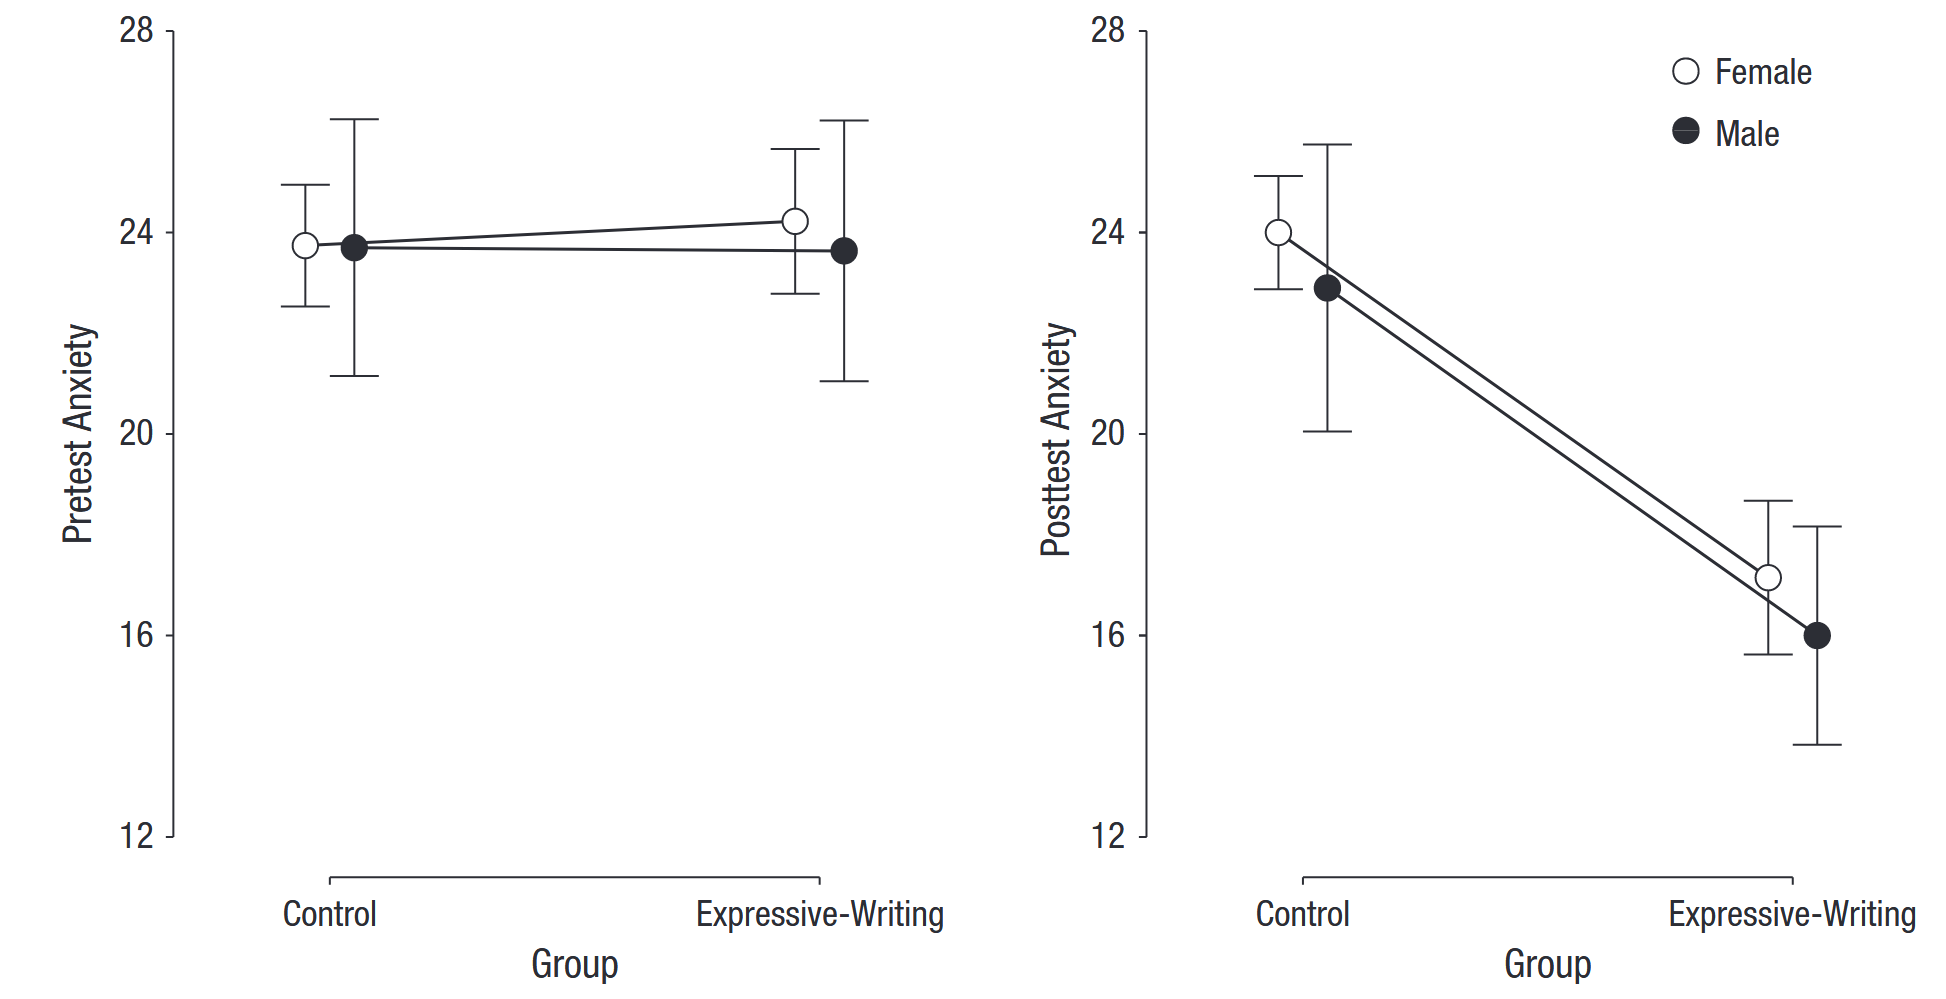 28
24
20
16
12
Pretest Anxiety
Control
Expressive-Writing
Group
28
24
20
16
12
Posttest Anxiety
Female
Male
Control
Expressive-Writing
Group